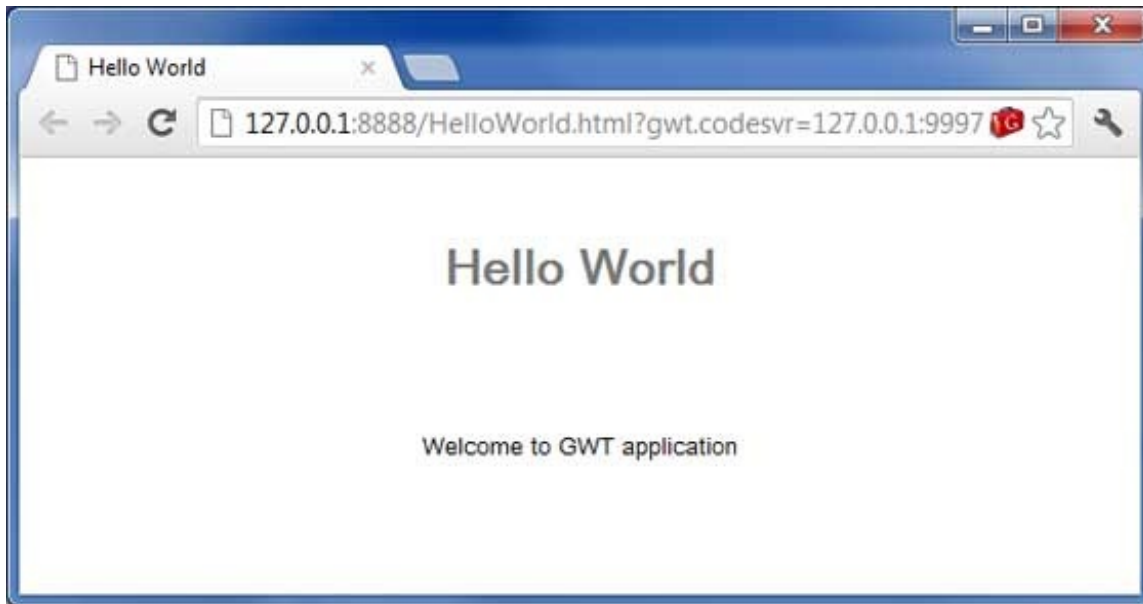 Hello World
127.0.0.1:8888/HelloWorld.html?gwt.codesvr=127.0.0.1:9997
Hello World
Welcome to GWT application